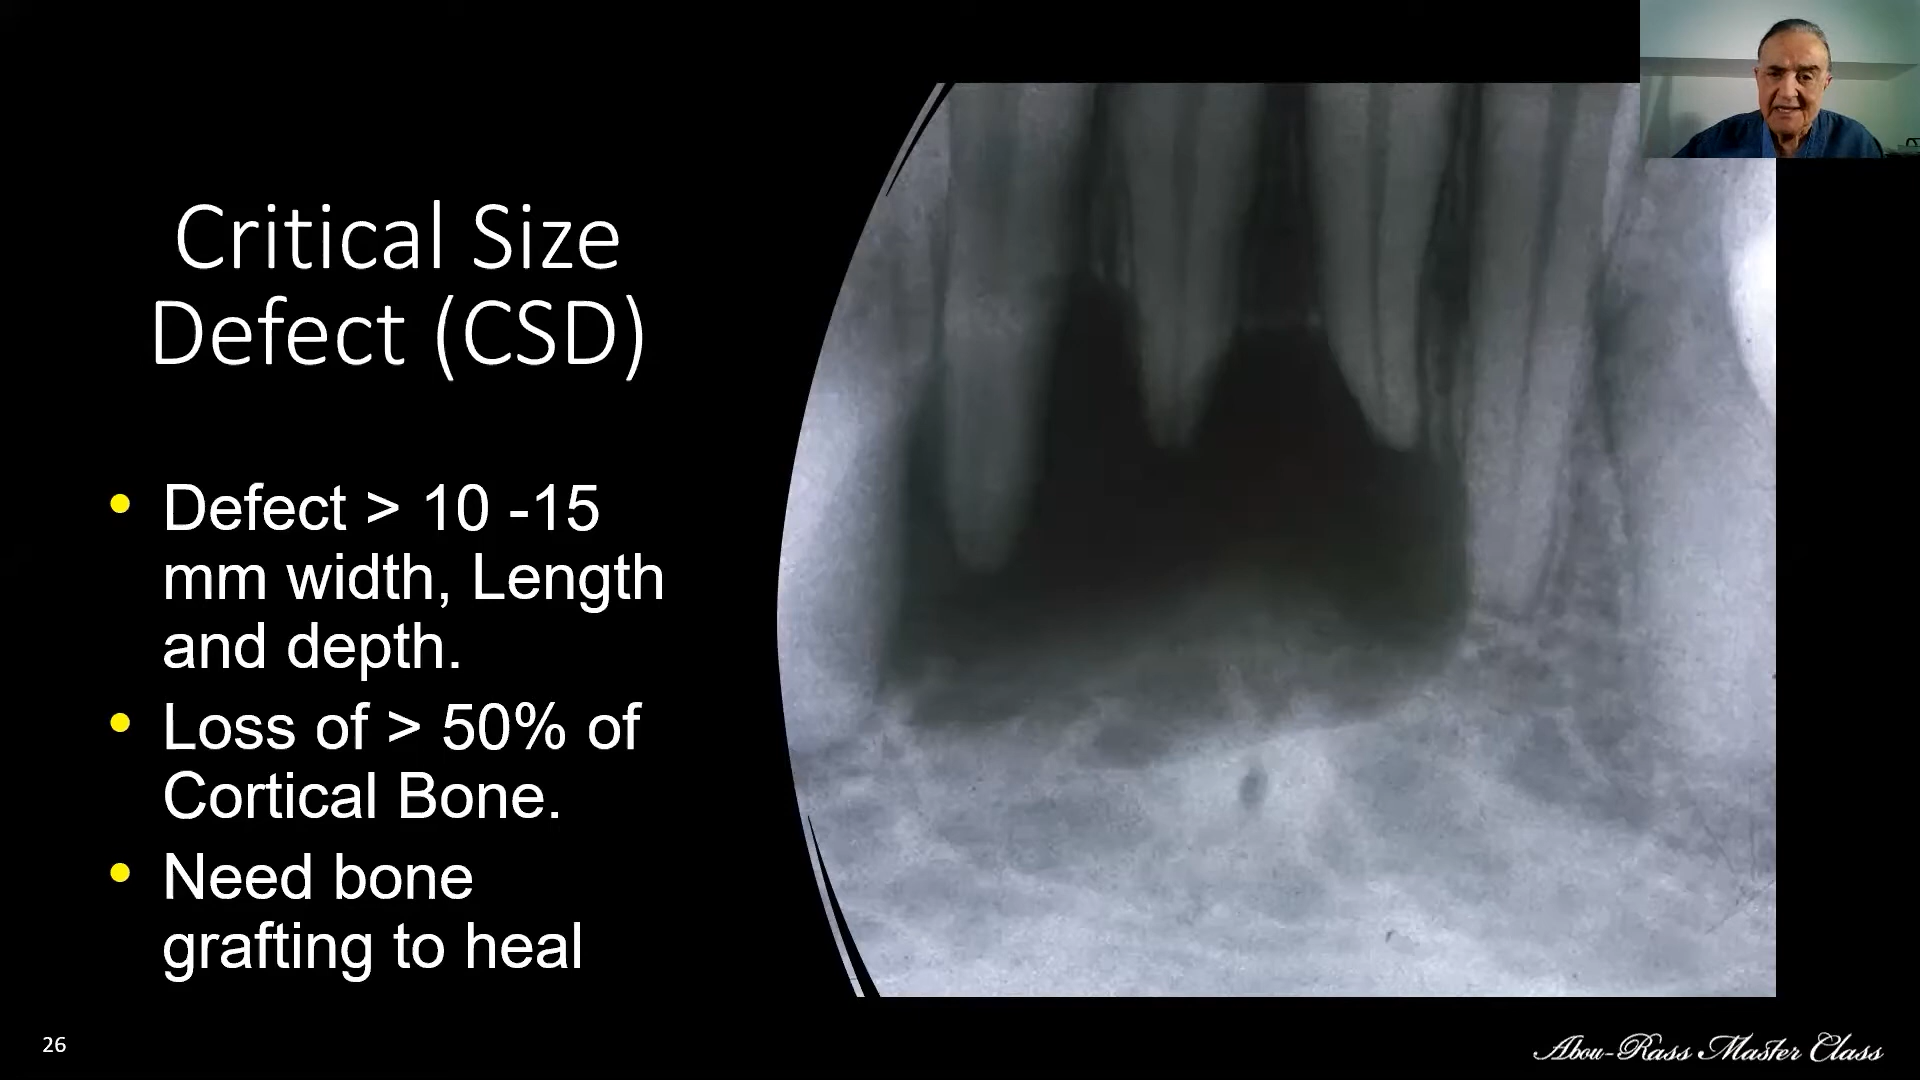 Critical Size
Defect (CSD)
• Defect > 10 -15
mm width, Length
and depth.
• Loss of > 50% of
Cortical Bone.
• Need bone
grafting to heal
26
Abou-Rass Master Class